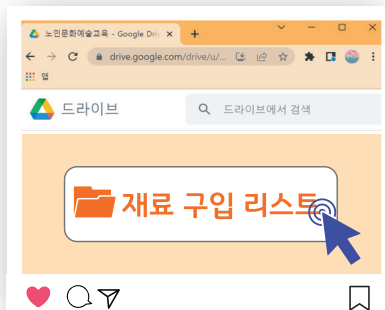 노인문화예술교육 - Google Driv
drive.google.com/drive/u/...
앱
드라이브
드라이브에서 검색
재료 구입 리스트